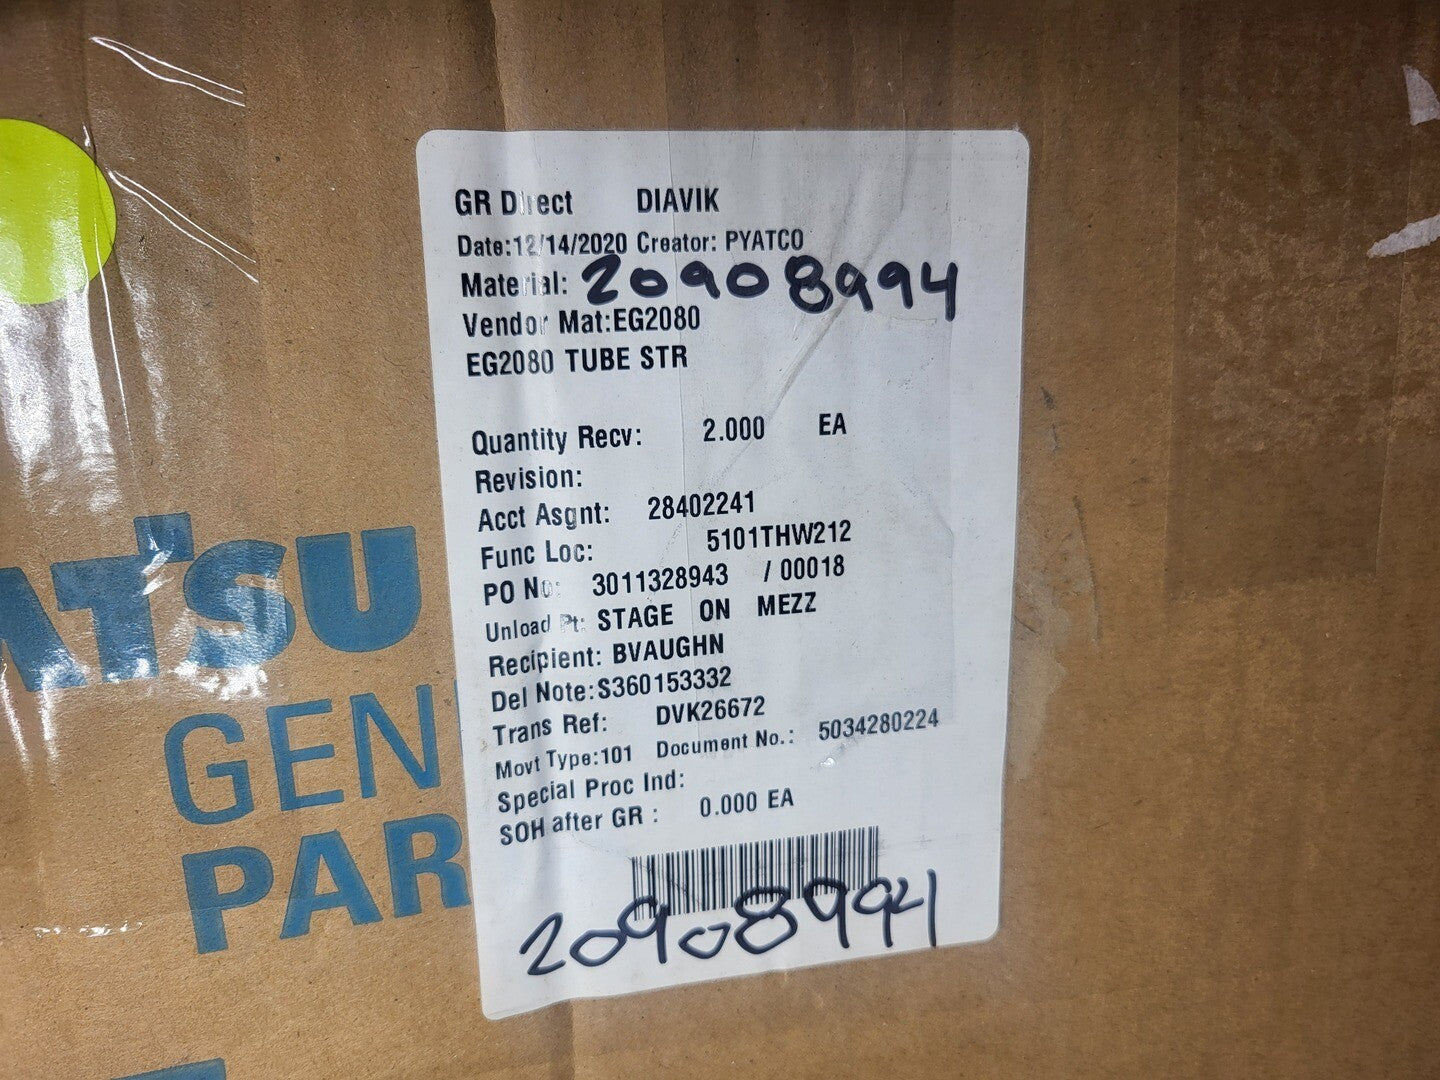 GR Direct DIAVIK
Date:12/14/2020 Creator: PYATCO
Material: 20908994
Vendor Mat:EG2080
EG2080 TUBE STR
Quantity Recv: 2.000 EA
Revision:
Acct Asgnt: 28402241
Func Loc: 5101THW212
PO No: 3011328943 / 00018
Unload Pt: STAGE ON MEZZ
Recipient: BVAUGHN
Del Note:S360153332
Trans Ref: DVK26672
Movt Type:101 Document No.: 5034280224
Special Proc Ind:
SOH after GR : 0.000 EA
20908994
ATSU
GEN
PAR